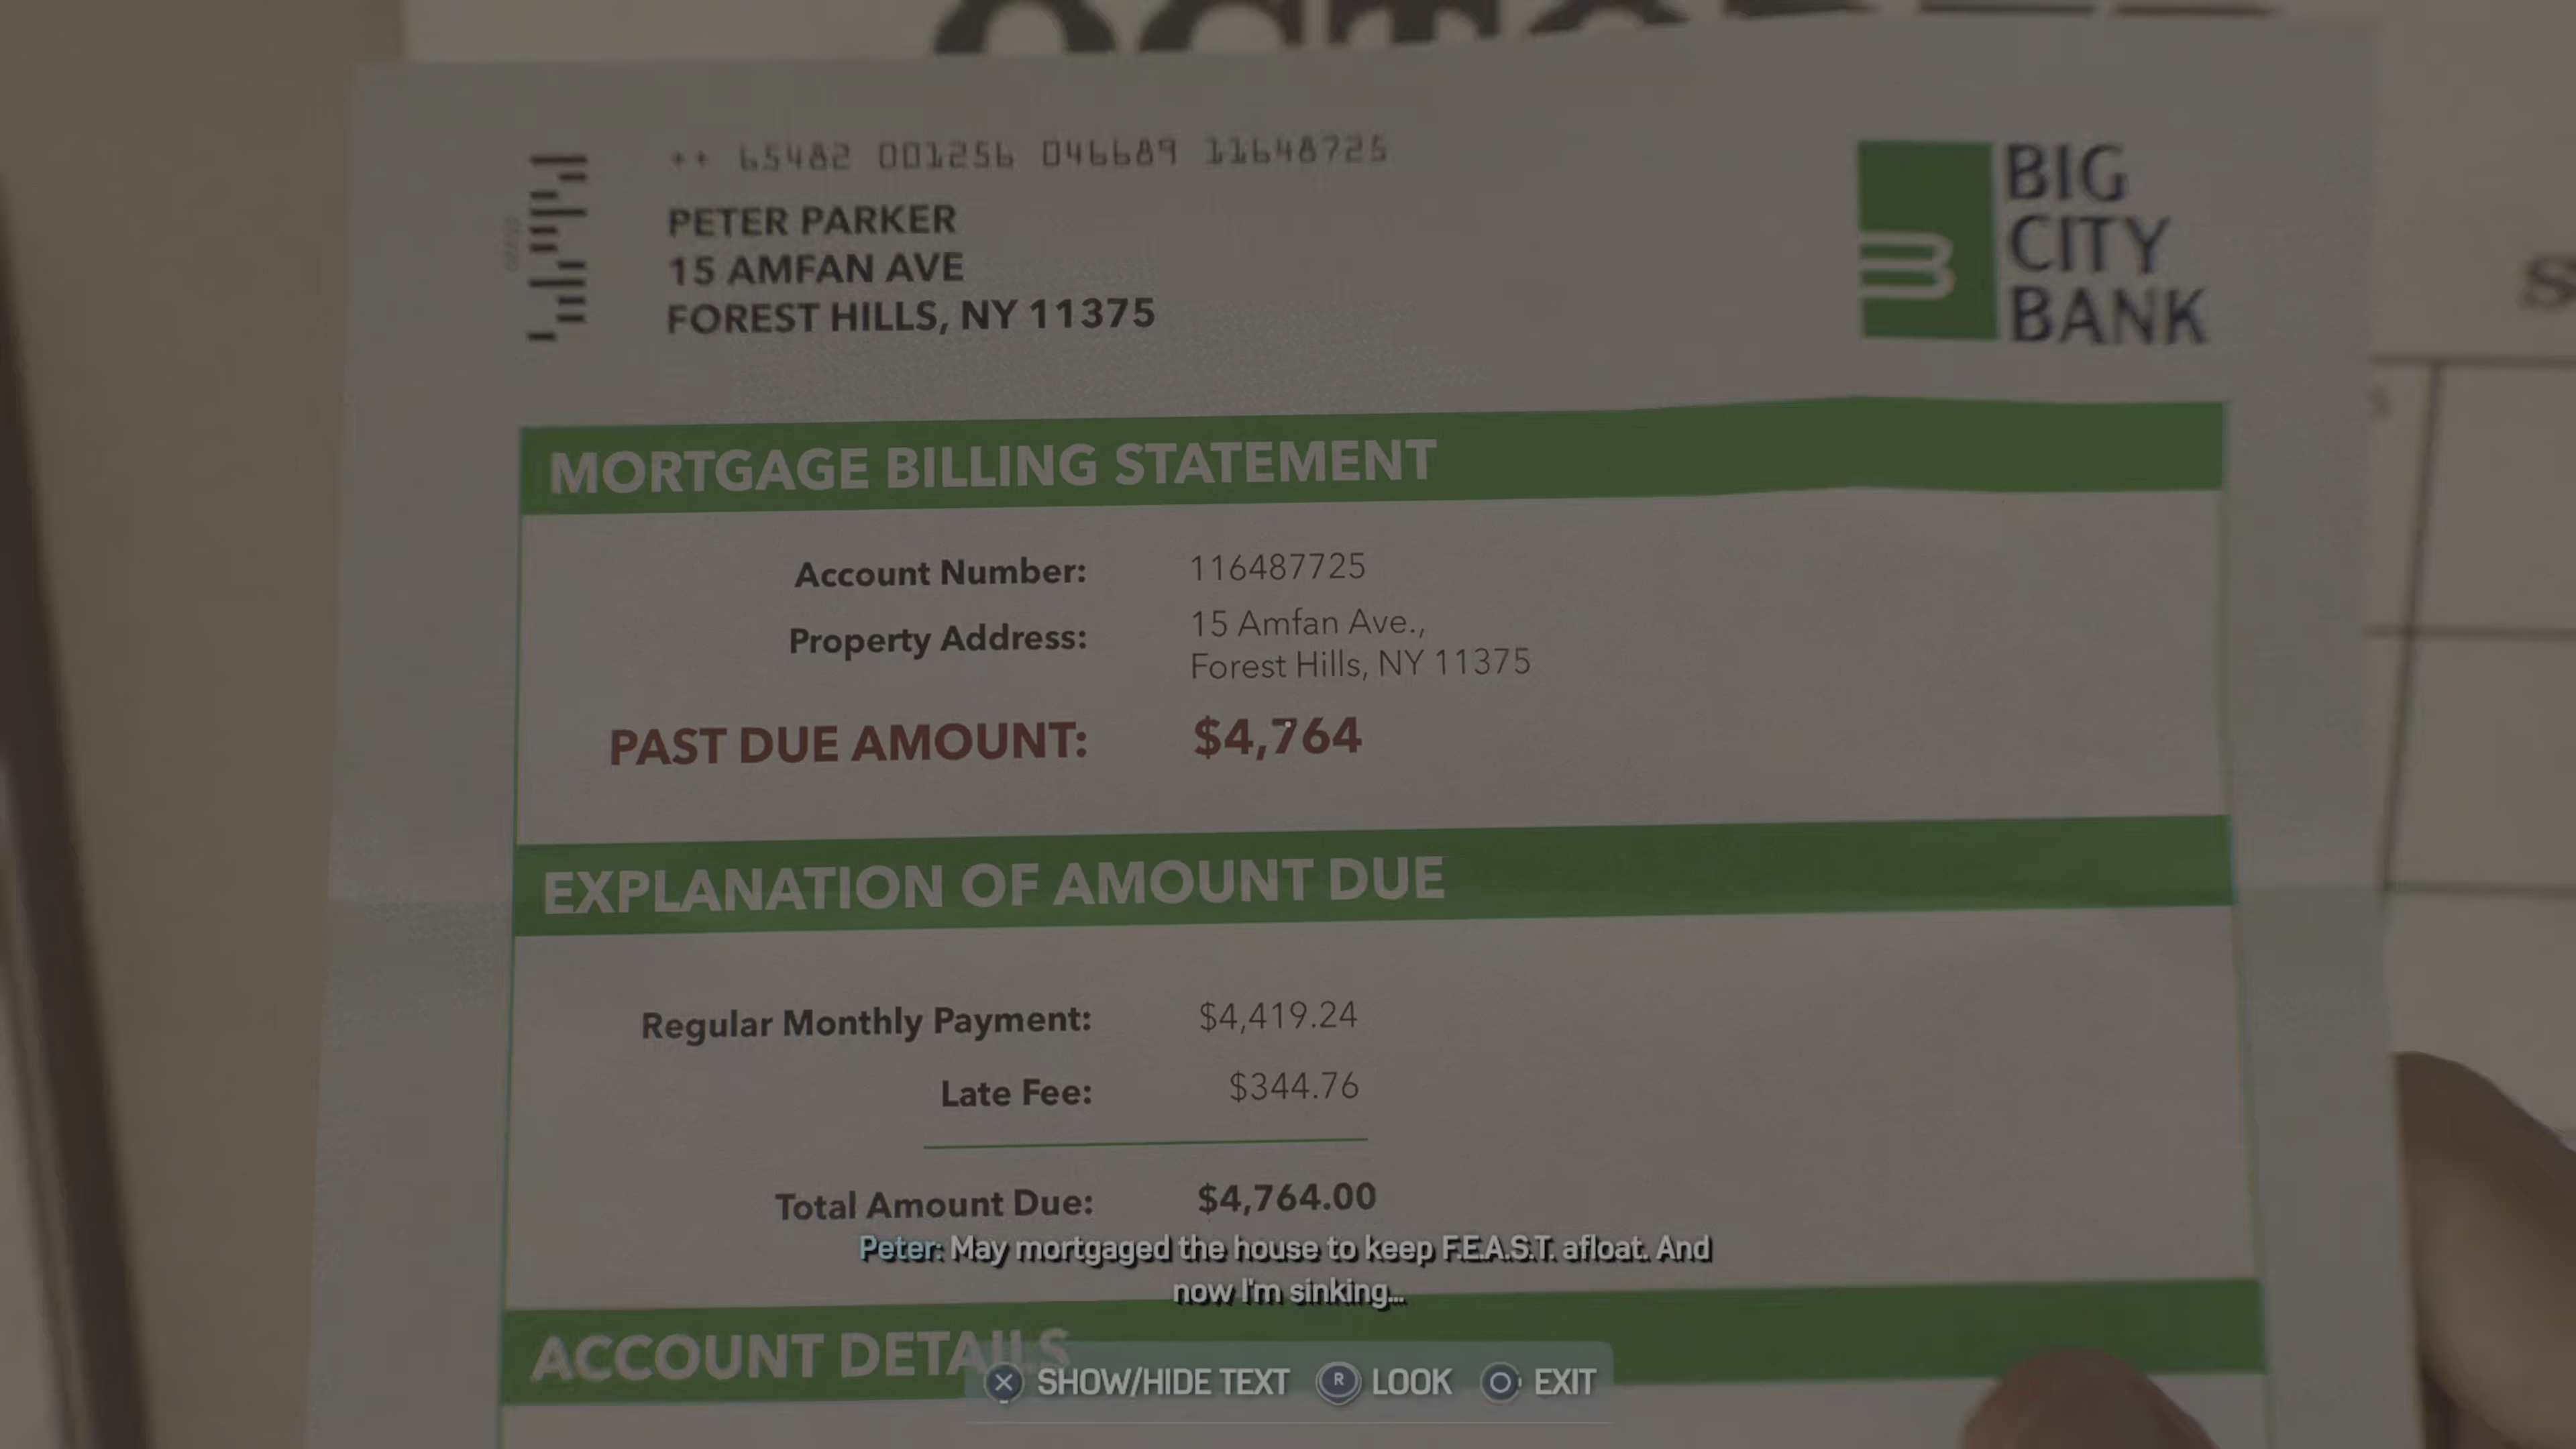 ++ 65482 001256 046689 11648725
PETER PARKER
15 AMFAN AVE
FOREST HILLS, NY 11375
BIG
CITY
BANK
MORTGAGE BILLING STATEMENT
Account Number: 116487725
Property Address: 15 Amfan Ave.,
Forest Hills, NY 11375
PAST DUE AMOUNT: $4,764
EXPLANATION OF AMOUNT DUE
Regular Monthly Payment: $4,419.24
Late Fee: $344.76
Total Amount Due: $4,764.00
Peter: May mortgaged the house to keep F.E.A.S.T. afloat. And
now I'm sinking...
ACCOUNT DETAILS
SHOW/HIDE TEXT R LOOK EXIT